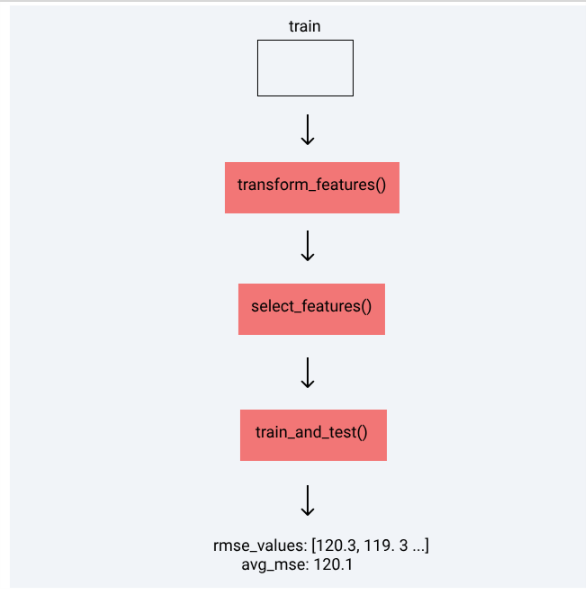 train
transform_features()
select_features()
train_and_test()
rmse_values: [120.3, 119. 3 ...]
avg_mse: 120.1